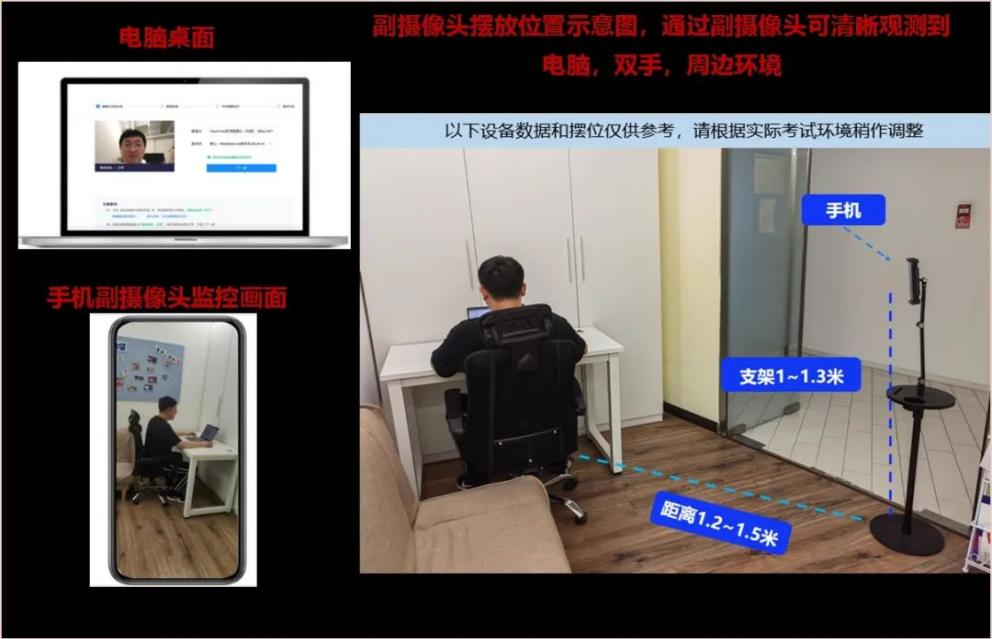 电脑桌面
副摄像头摆放位置示意图，通过副摄像头可清晰观测到
电脑，双手，周边环境
以下设备数据和摆位仅供参考，请根据实际考试环境稍作调整
手机
支架1~1.3米
距离1.2~1.5米
手机副摄像头监控画面